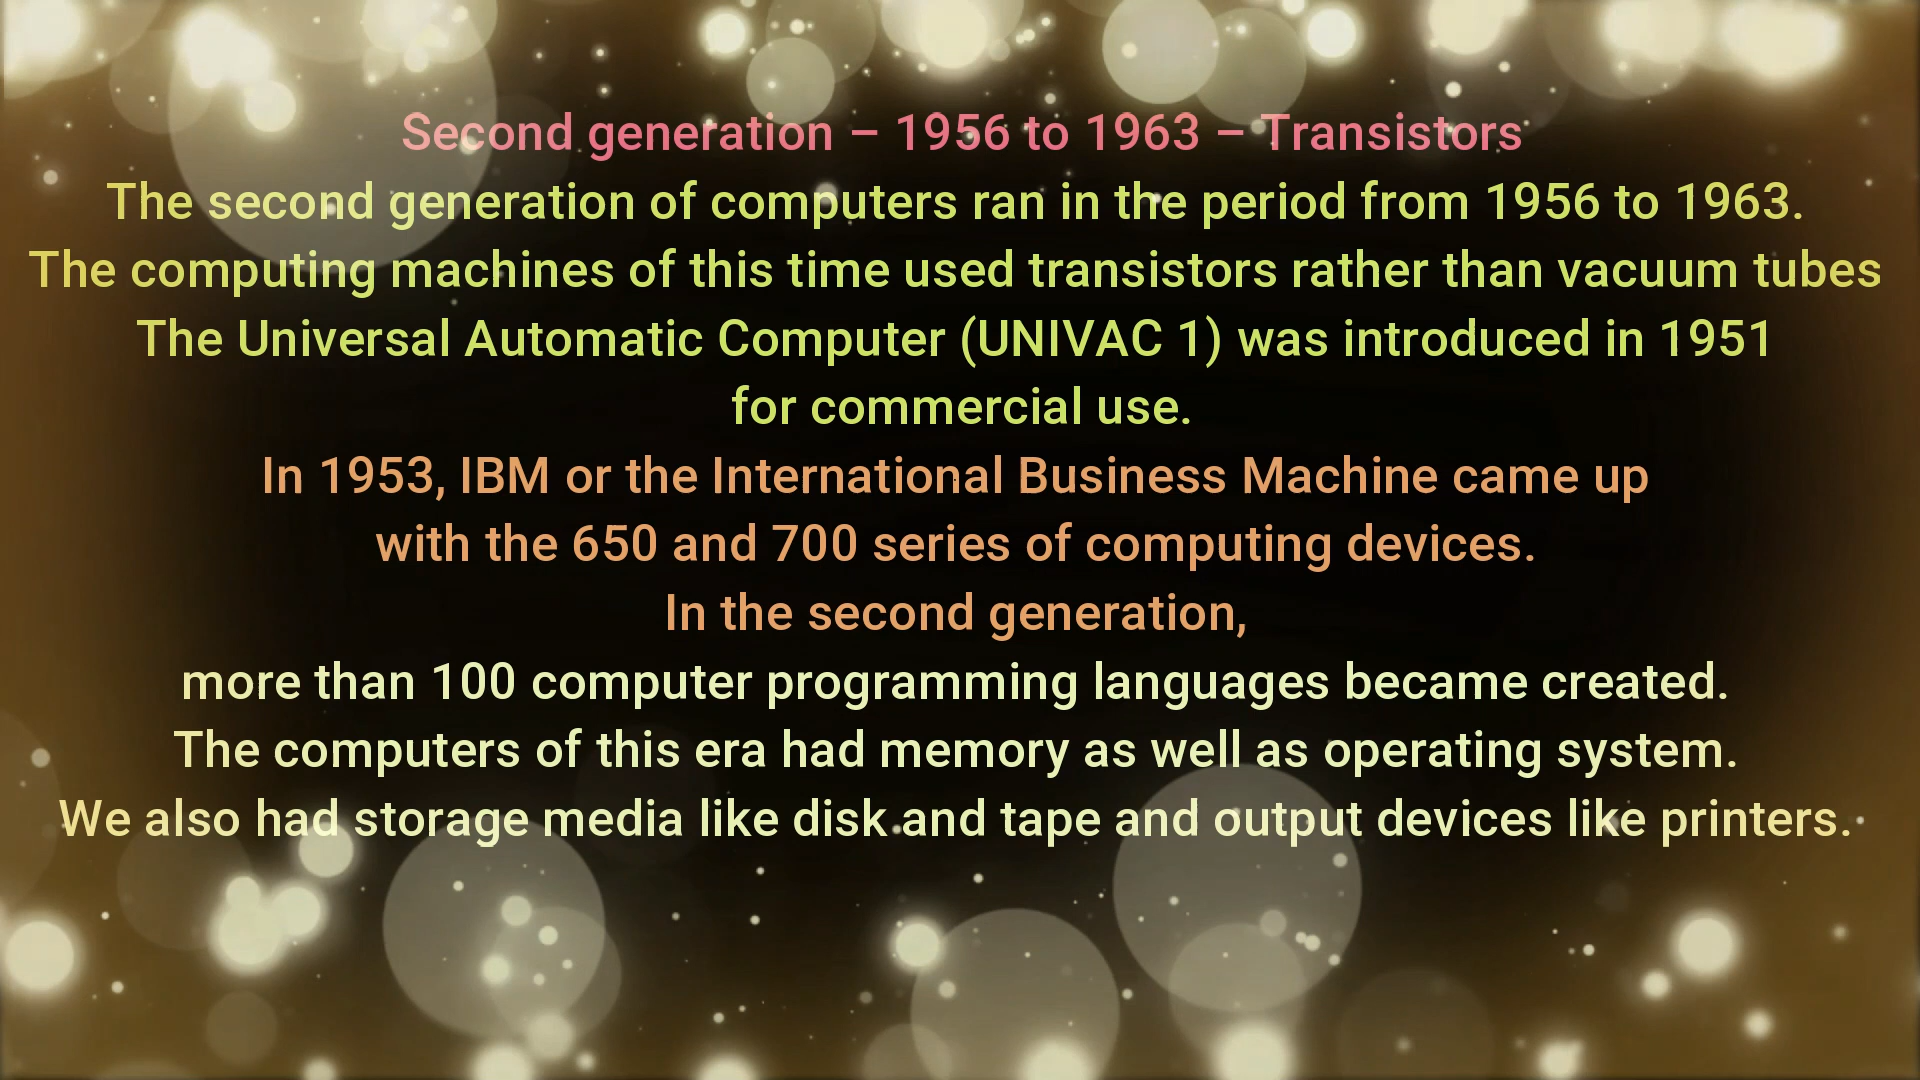 Second generation – 1956 to 1963 – Transistors
The second generation of computers ran in the period from 1956 to 1963.
The computing machines of this time used transistors rather than vacuum tubes
The Universal Automatic Computer (UNIVAC 1) was introduced in 1951
for commercial use.
In 1953, IBM or the International Business Machine came up
with the 650 and 700 series of computing devices.
In the second generation,
more than 100 computer programming languages became created.
The computers of this era had memory as well as operating system.
We also had storage media like disk and tape and output devices like printers.